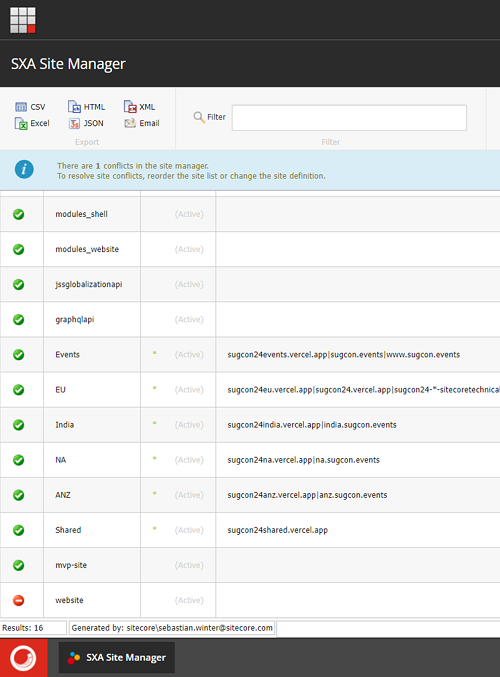 SXA Site Manager
CSV HTML XML
Excel JSON Email
Export
Filter
Filter
There are 1 conflicts in the site manager.
To resolve site conflicts, reorder the site list or change the site definition.
modules_shell (Active)
modules_website (Active)
jssglobalizationapi (Active)
graphqlapi (Active)
Events * (Active) sugcon24events.vercel.app|sugcon.events|www.sugcon.events
EU * (Active) sugcon24eu.vercel.app|sugcon24.vercel.app|sugcon24-*-sitecoretechnical
India * (Active) sugcon24india.vercel.app|india.sugcon.events
NA * (Active) sugcon24na.vercel.app|na.sugcon.events
ANZ * (Active) sugcon24anz.vercel.app|anz.sugcon.events
Shared * (Active) sugcon24shared.vercel.app
mvp-site (Active)
website (Active)
Results: 16 Generated by: sitecore\sebastian.winter@sitecore.com
SXA Site Manager